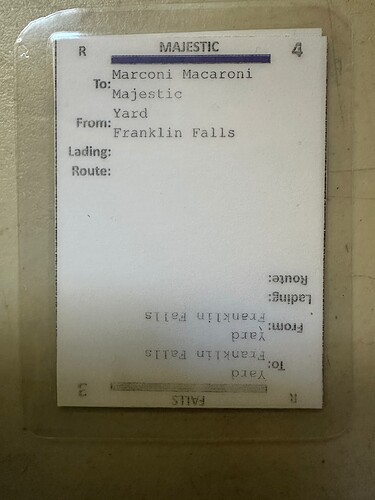 R MAJESTIC 4
To: Marconi Macaroni
Majestic
From: Yard
Franklin Falls
Lading:
Route:
R FALLS 3
To: Yard
Franklin Falls
From: Yard
Franklin Falls
Lading:
Route: